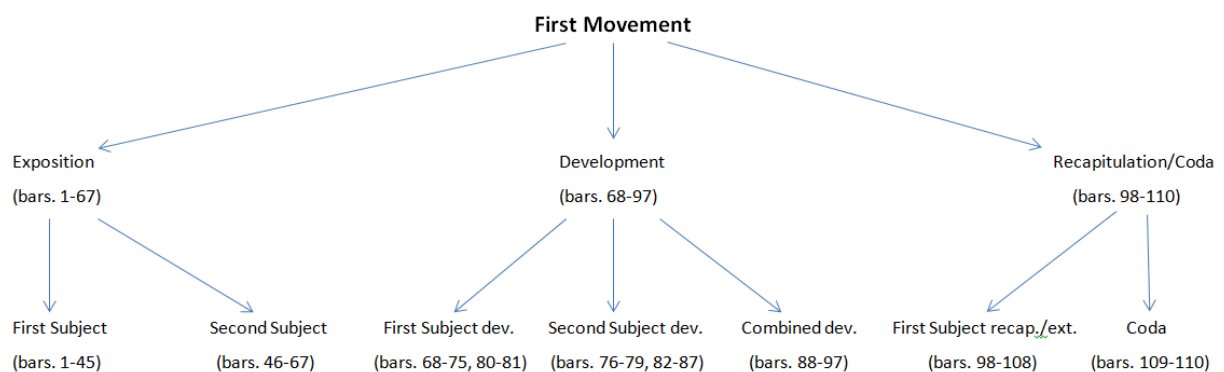 First Movement
Exposition
(bars. 1-67)
Development
(bars. 68-97)
Recapitulation/Coda
(bars. 98-110)
First Subject
(bars. 1-45)
Second Subject
(bars. 46-67)
First Subject dev.
(bars. 68-75, 80-81)
Second Subject dev.
(bars. 76-79, 82-87)
Combined dev.
(bars. 88-97)
First Subject recap./ext.
(bars. 98-108)
Coda
(bars. 109-110)